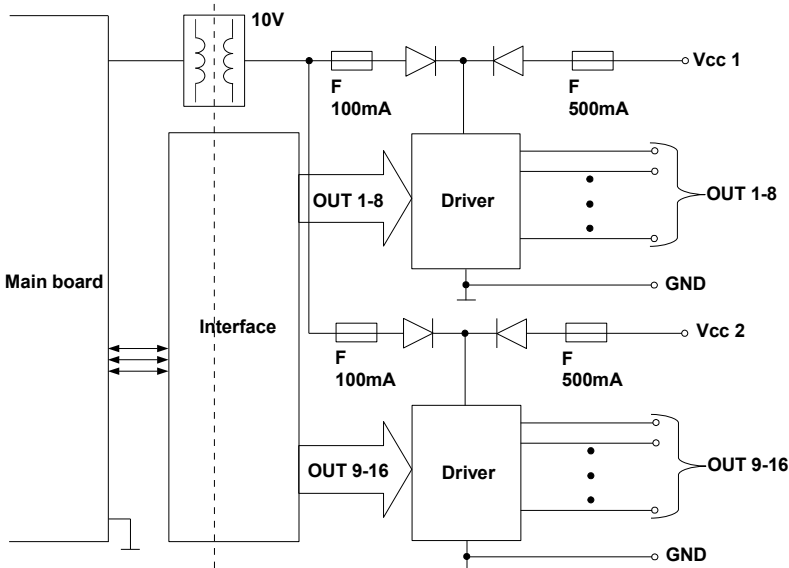 10V
F
100mA
F
500mA
Vcc 1
OUT 1-8
Driver
OUT 1-8
GND
Main board
Interface
F
100mA
F
500mA
Vcc 2
OUT 9-16
Driver
OUT 9-16
GND